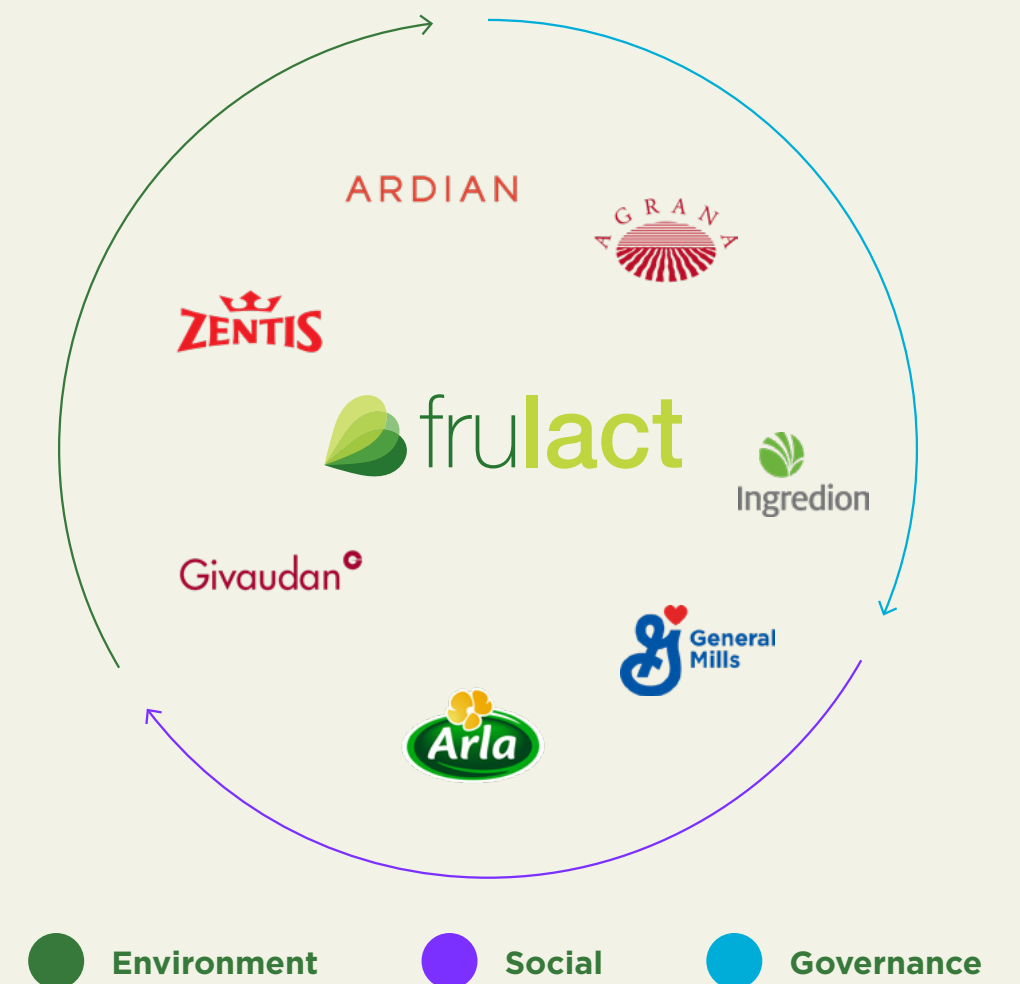 ARDIAN
AGRANA
ZENTIS
frulact
Ingredion
Givaudan
General
Mills
Arla
Environment
Social
Governance